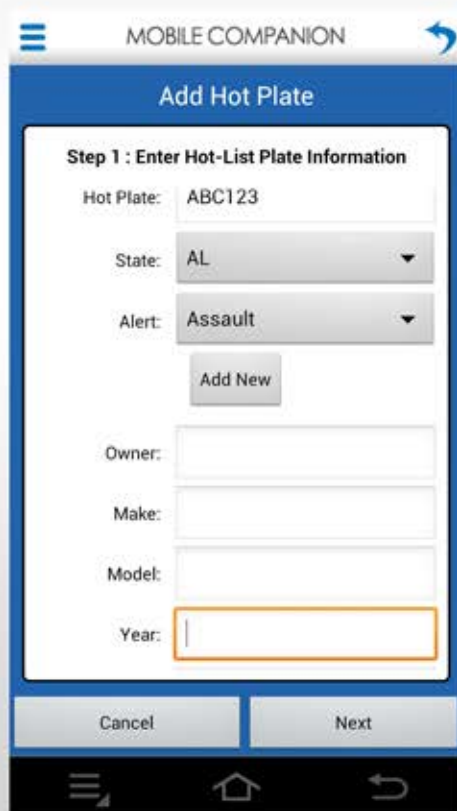 MOBILE COMPANION
Add Hot Plate
Step 1 : Enter Hot-List Plate Information
Hot Plate: ABC123
State: AL
Alert: Assault
Add New
Owner:
Make:
Model:
Year:
Cancel Next